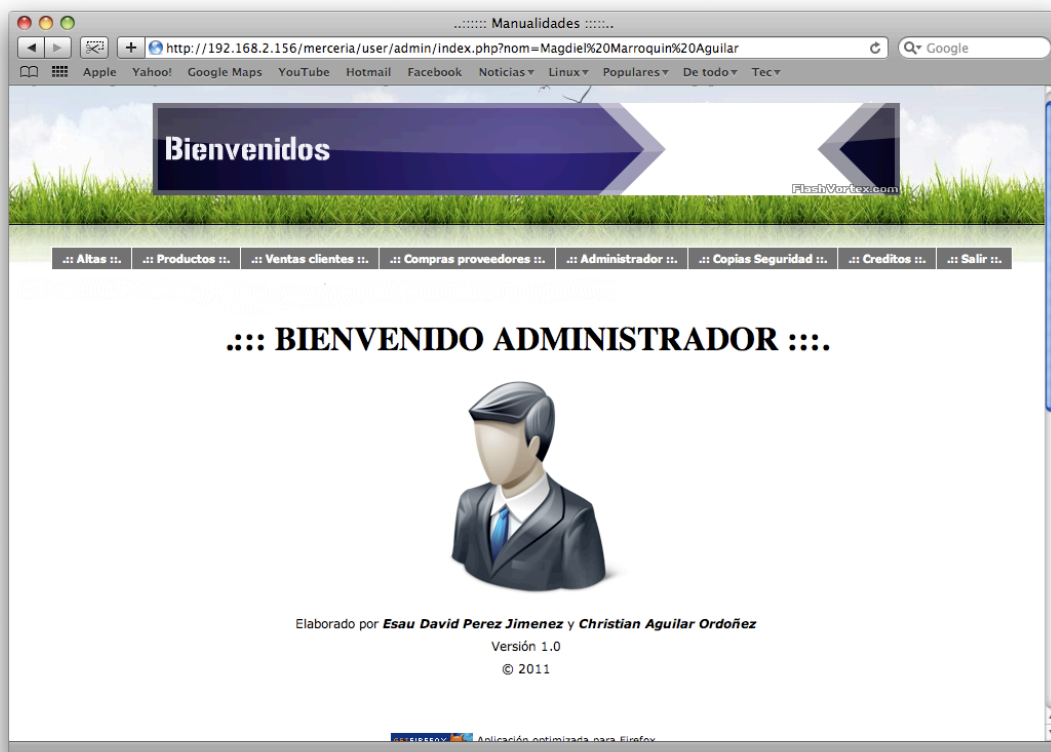 ..:::::: Manualidades :::::..
http://192.168.2.156/merceria/user/admin/index.php?nom=Magdiel%20Marroquin%20Aguilar
Google
Apple Yahoo! Google Maps YouTube Hotmail Facebook Noticias Linux Populares De todo Tec
Bienvenidos
FlashVortex.com
.:: Altas ::. .:: Productos ::. .:: Ventas clientes ::. .:: Compras proveedores ::. .:: Administrador ::. .:: Copias Seguridad ::. .:: Creditos ::. .:: Salir ::.
.::: BIENVENIDO ADMINISTRADOR :::.
Elaborado por Esau David Perez Jimenez y Christian Aguilar Ordoñez
Versión 1.0
© 2011
GET FIREFOX Aplicación optimizada para Firefox